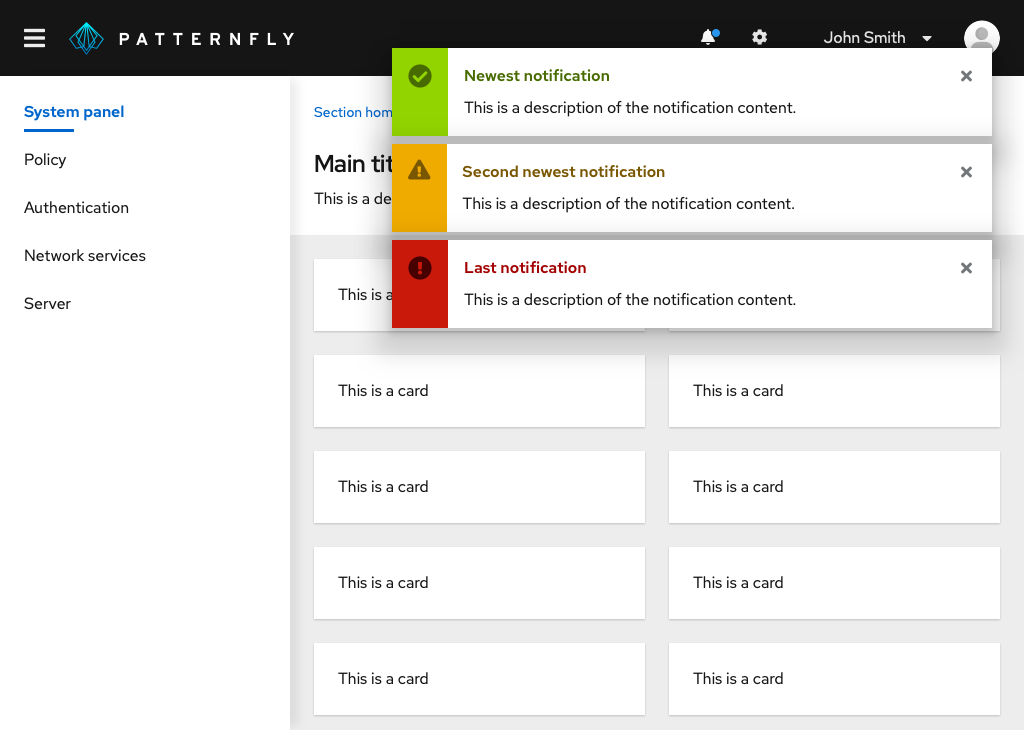 PATTERNFLY
John Smith
System panel
Policy
Authentication
Network services
Server
Section hom
Main tit
This is a de
Newest notification
This is a description of the notification content.
Second newest notification
This is a description of the notification content.
Last notification
This is a description of the notification content.
This is a
This is a card
This is a card
This is a card
This is a card
This is a card
This is a card
This is a card
This is a card